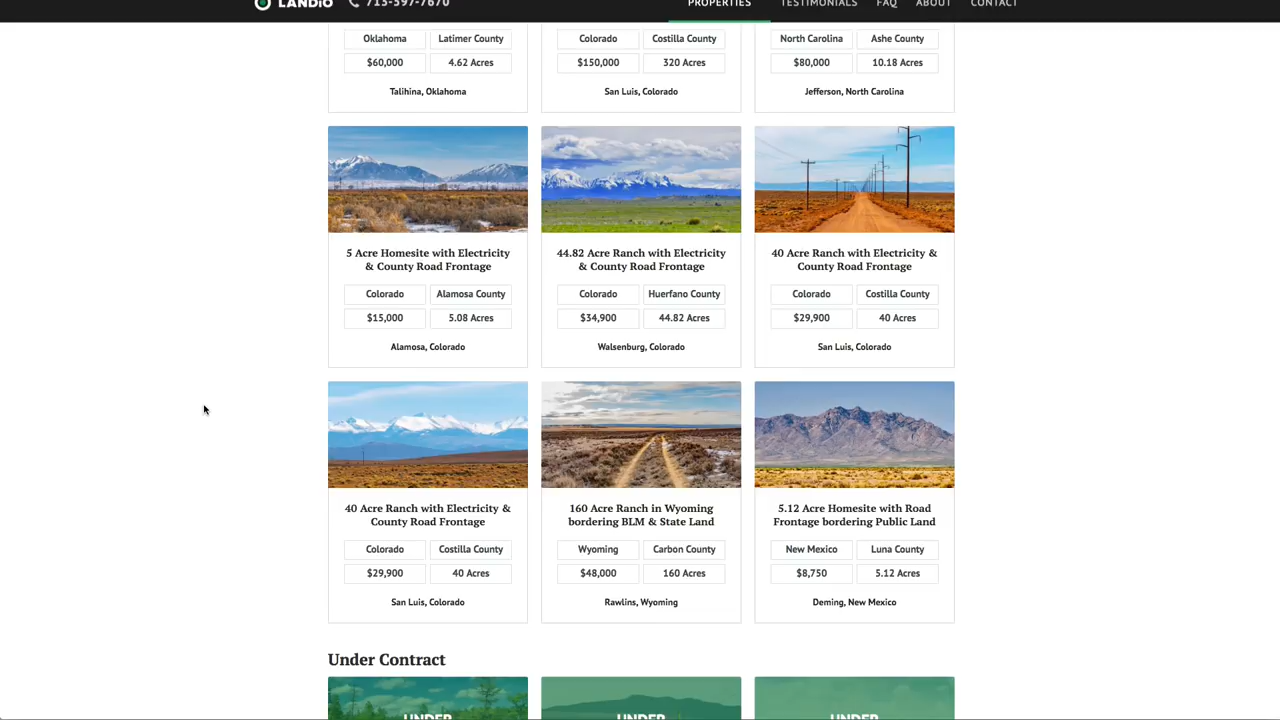 LANDiO 713-597-7670 PROPERTIES TESTIMONIALS FAQ ABOUT CONTACT
Oklahoma Latimer County
$60,000 4.62 Acres
Talihina, Oklahoma
Colorado Costilla County
$150,000 320 Acres
San Luis, Colorado
North Carolina Ashe County
$80,000 10.18 Acres
Jefferson, North Carolina
5 Acre Homesite with Electricity
& County Road Frontage
Colorado Alamosa County
$15,000 5.08 Acres
Alamosa, Colorado
44.82 Acre Ranch with Electricity
& County Road Frontage
Colorado Huerfano County
$34,900 44.82 Acres
Walsenburg, Colorado
40 Acre Ranch with Electricity &
County Road Frontage
Colorado Costilla County
$29,900 40 Acres
San Luis, Colorado
40 Acre Ranch with Electricity &
County Road Frontage
Colorado Costilla County
$29,900 40 Acres
San Luis, Colorado
160 Acre Ranch in Wyoming
bordering BLM & State Land
Wyoming Carbon County
$48,000 160 Acres
Rawlins, Wyoming
5.12 Acre Homesite with Road
Frontage bordering Public Land
New Mexico Luna County
$8,750 5.12 Acres
Deming, New Mexico
Under Contract
UNDER
UNDER
UNDER